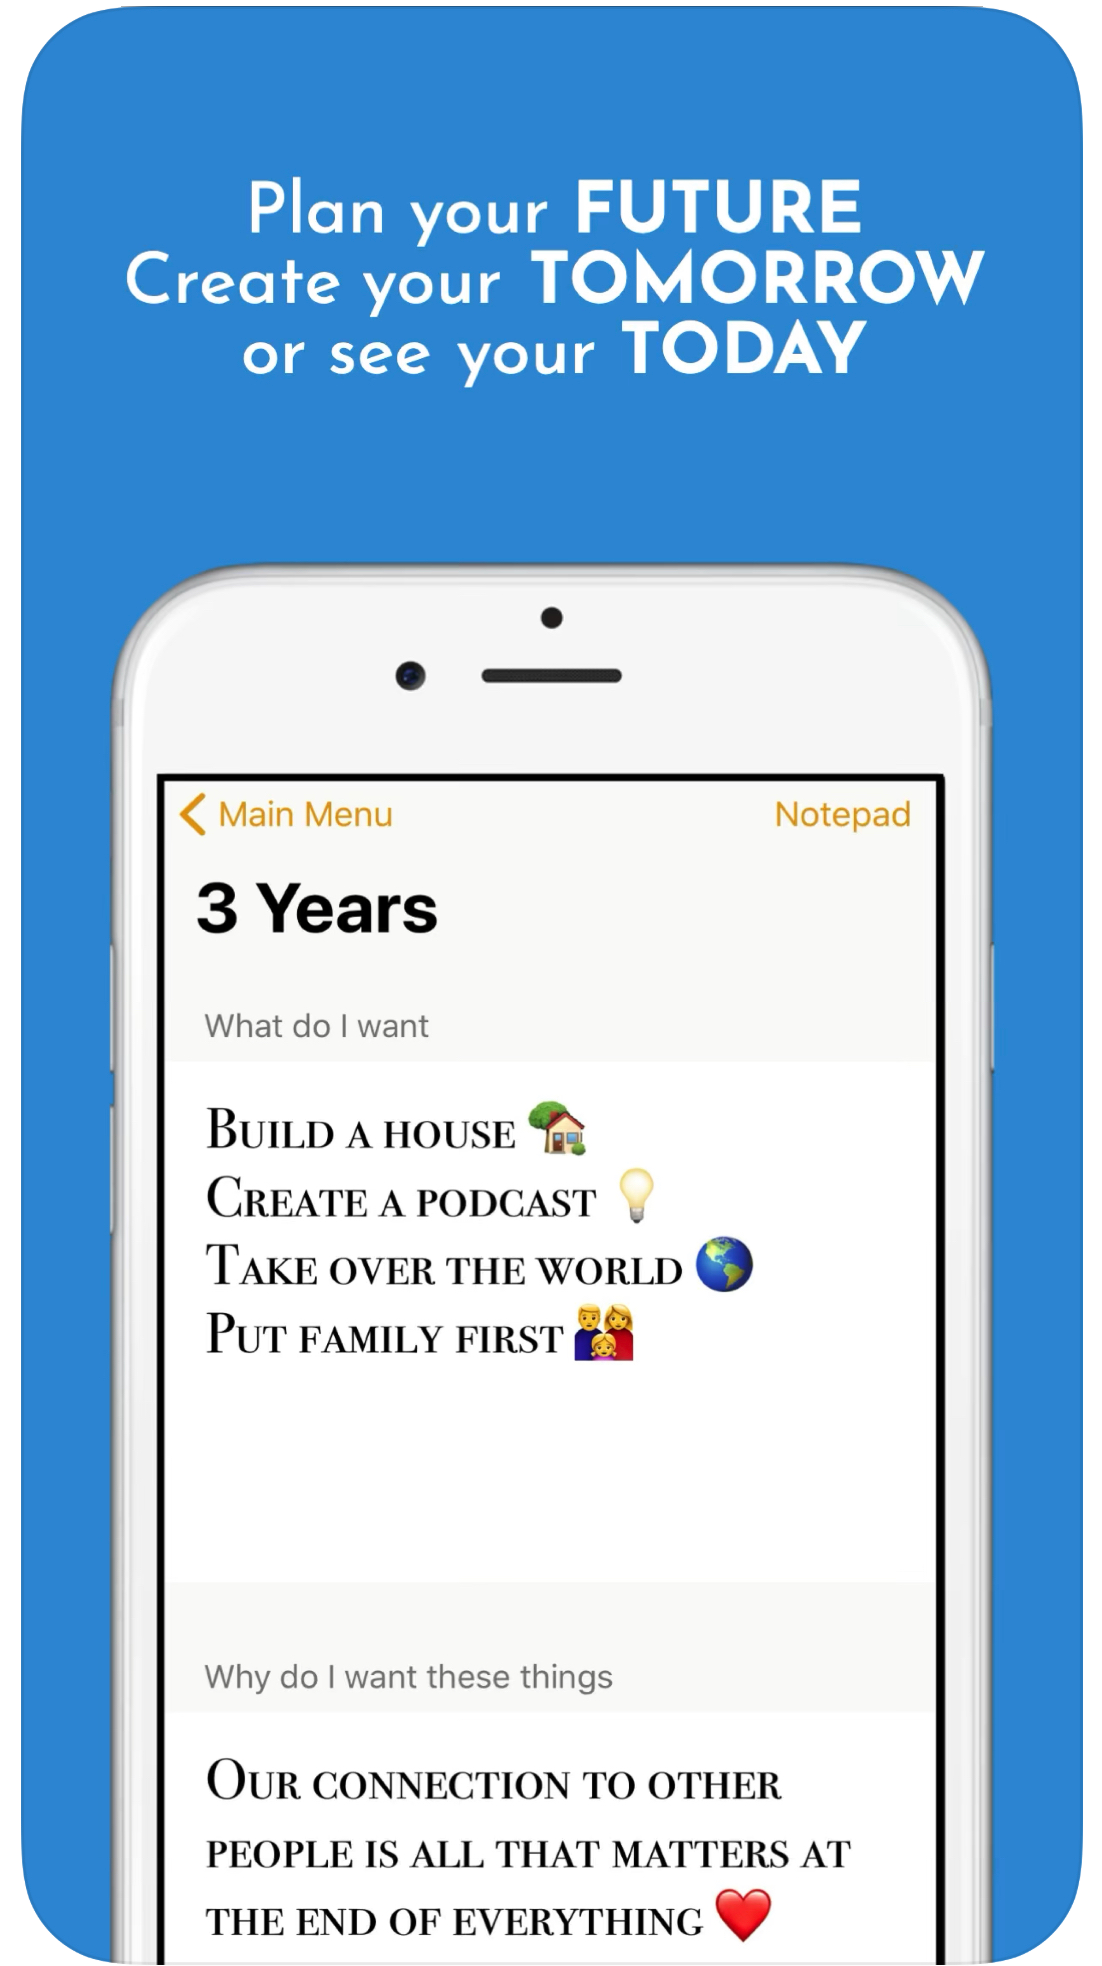 Plan your FUTURE
Create your TOMORROW
or see your TODAY
Main Menu
Notepad
3 Years
What do I want
Build a house
Create a podcast
Take over the world
Put family first
Why do I want these things
Our connection to other
people is all that matters at
the end of everything